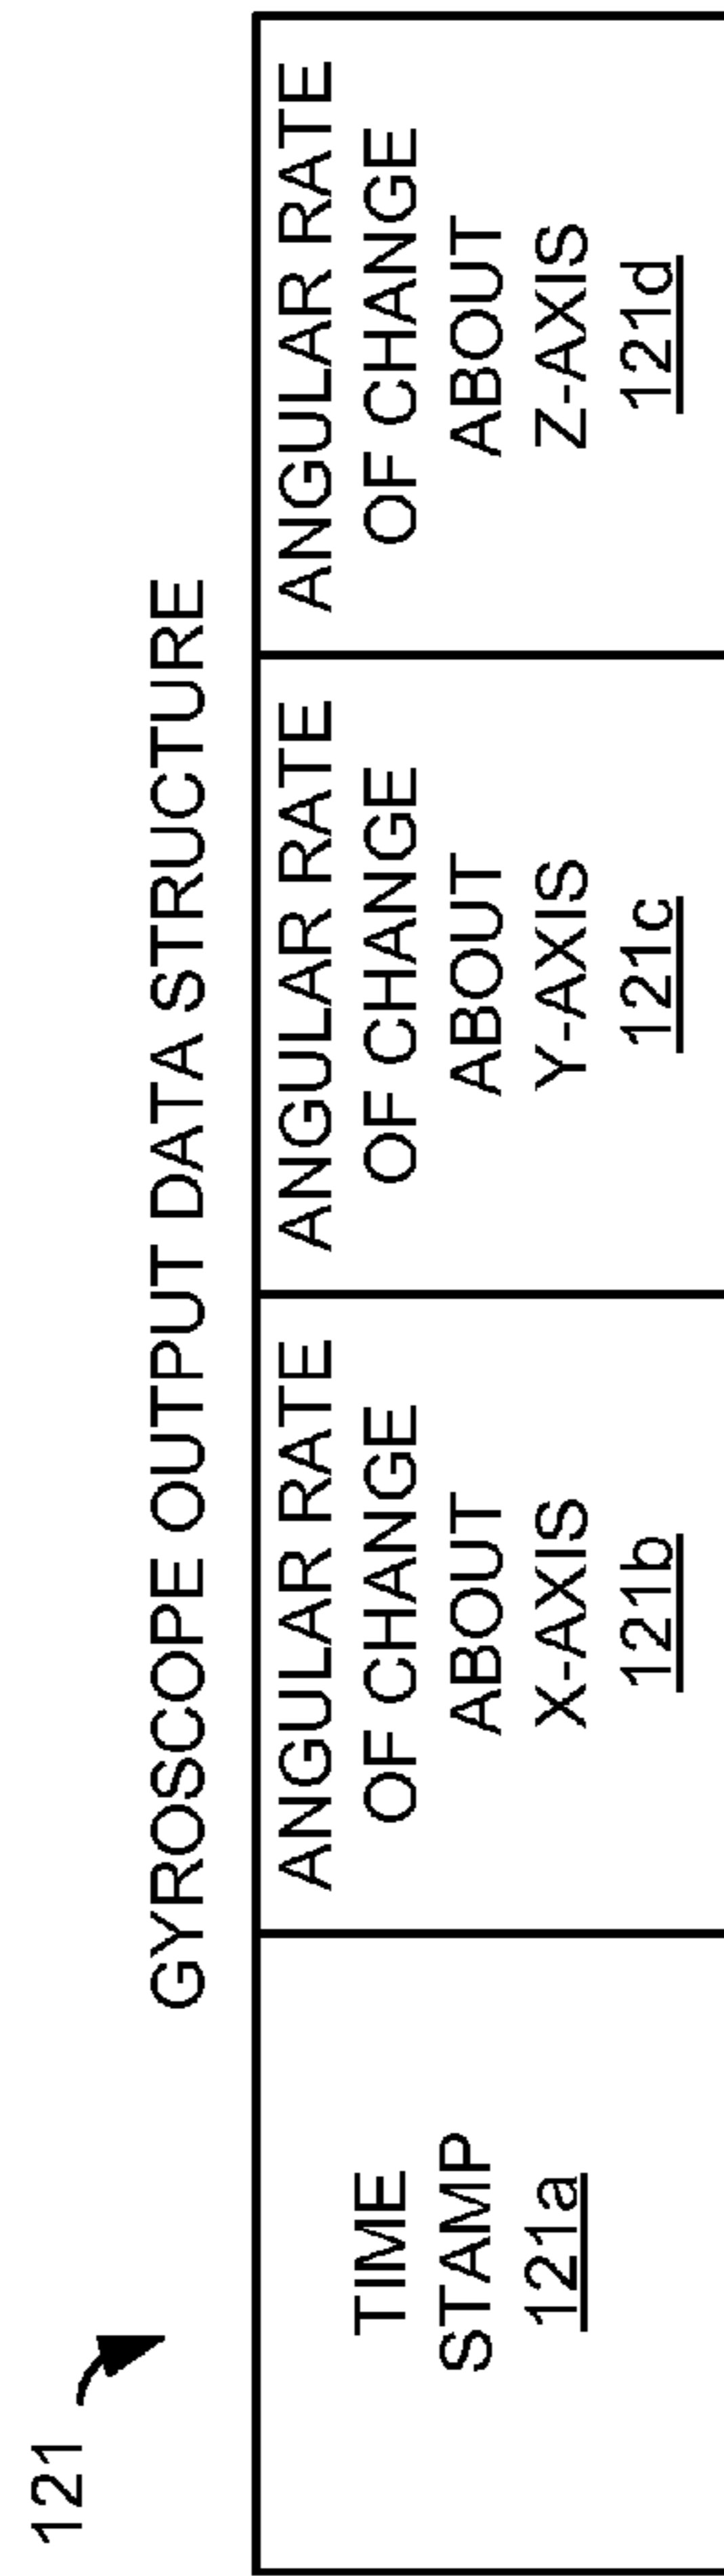 121
GYROSCOPE OUTPUT DATA STRUCTURE
TIME
STAMP
121a
ANGULAR RATE
OF CHANGE
ABOUT
X-AXIS
121b
ANGULAR RATE
OF CHANGE
ABOUT
Y-AXIS
121c
ANGULAR RATE
OF CHANGE
ABOUT
Z-AXIS
121d